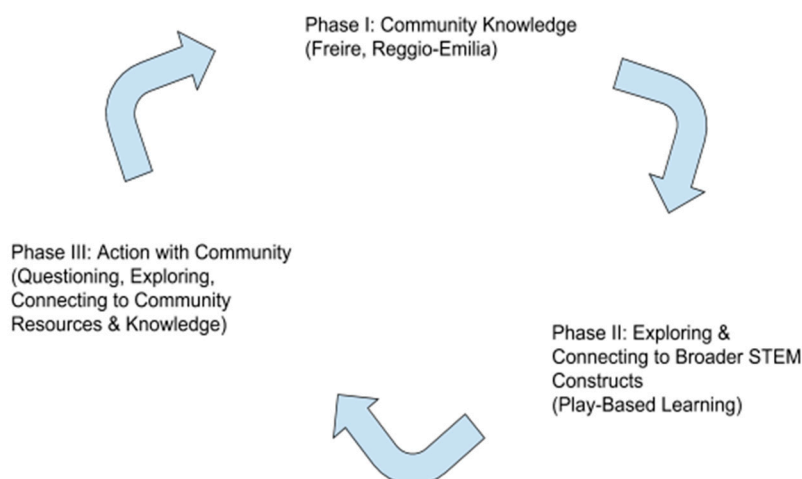 Phase I: Community Knowledge
(Freire, Reggio-Emilia)
Phase III: Action with Community
(Questioning, Exploring,
Connecting to Community
Resources & Knowledge)
Phase II: Exploring &
Connecting to Broader STEM
Constructs
(Play-Based Learning)